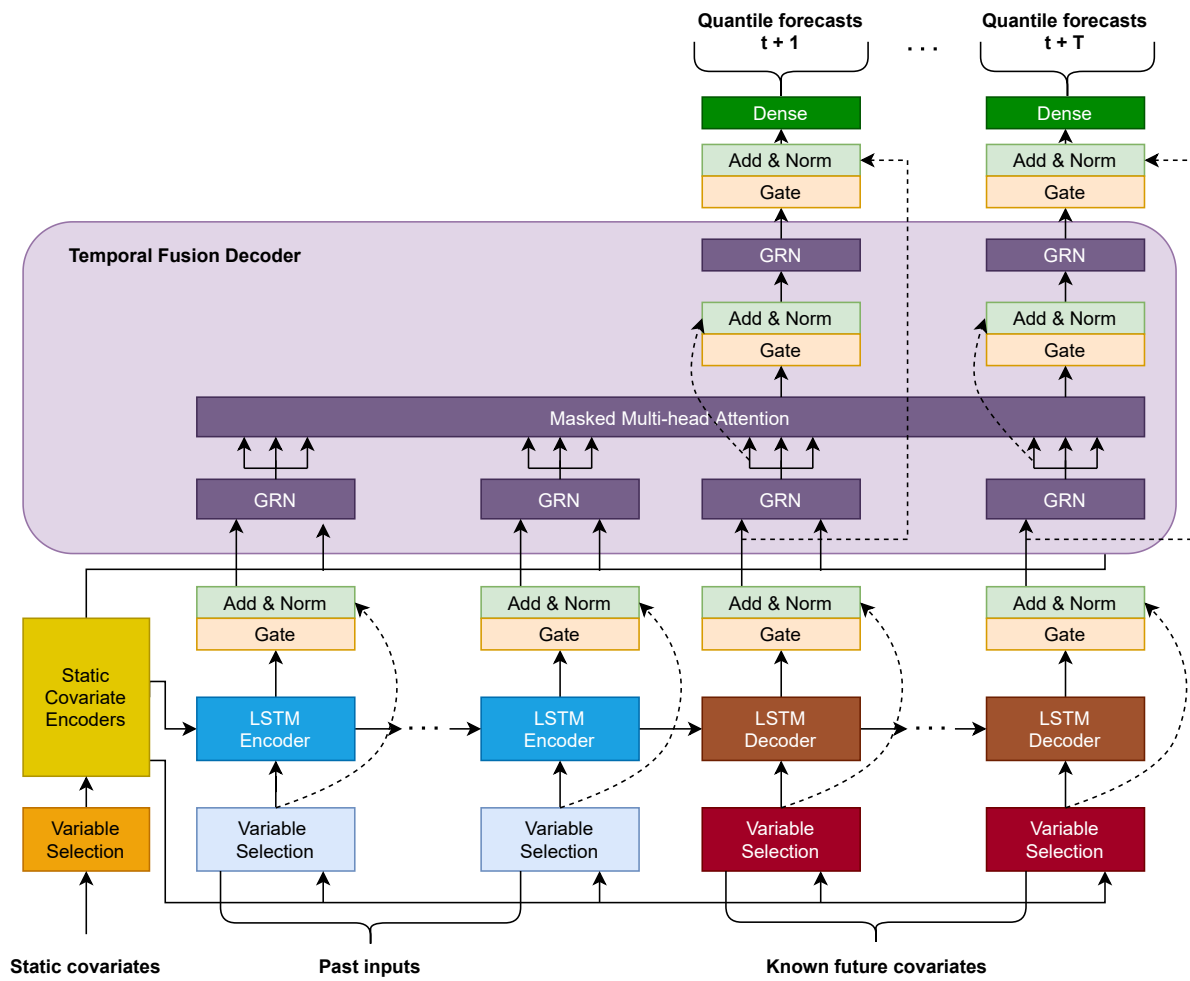 Quantile forecasts
t + 1
. . .
Quantile forecasts
t + T
Dense
Dense
Add & Norm
Add & Norm
Gate
Gate
Temporal Fusion Decoder
GRN
GRN
Add & Norm
Add & Norm
Gate
Gate
Masked Multi-head Attention
GRN
GRN
GRN
GRN
Add & Norm
Add & Norm
Add & Norm
Add & Norm
Gate
Gate
Gate
Gate
Static
Covariate
Encoders
LSTM
Encoder
. . .
LSTM
Encoder
LSTM
Decoder
. . .
LSTM
Decoder
Variable
Selection
Variable
Selection
Variable
Selection
Variable
Selection
Variable
Selection
Static covariates
Past inputs
Known future covariates